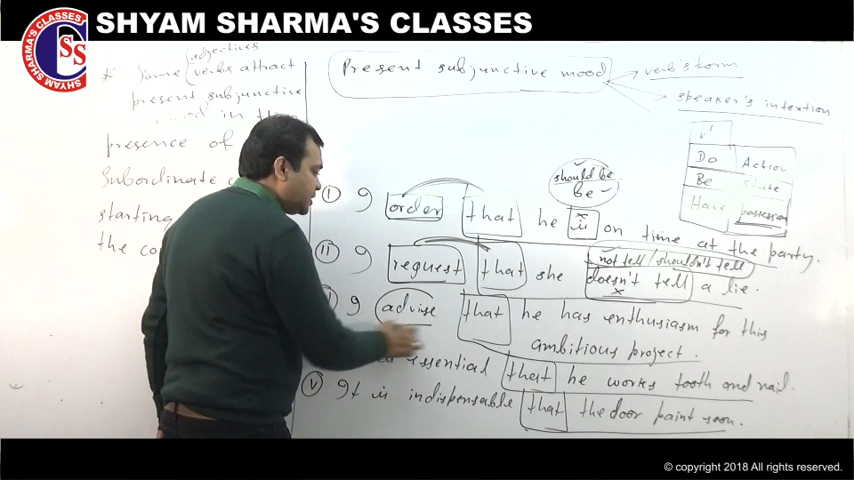 SHYAM SHARMA'S CLASSES
SHYAM SHARMA'S CLASSES
SS
* Some adjectives
verbs attract
present subjunctive
mood in the
presence of
Subordinate
starting
the
Present subjunctive mood
verb's form
speaker's intention
V'
Do Action
Be State
Have possession
should be
be
(i) I order that he is on time at the party.
not tell / shouldn't tell
(ii) I request that she doesn't tell a lie.
I advise that he has enthusiasm for this
ambitious project.
essential that he works tooth and nail.
(v) It is indispensable that the door paint soon.
© copyright 2018 All rights reserved.